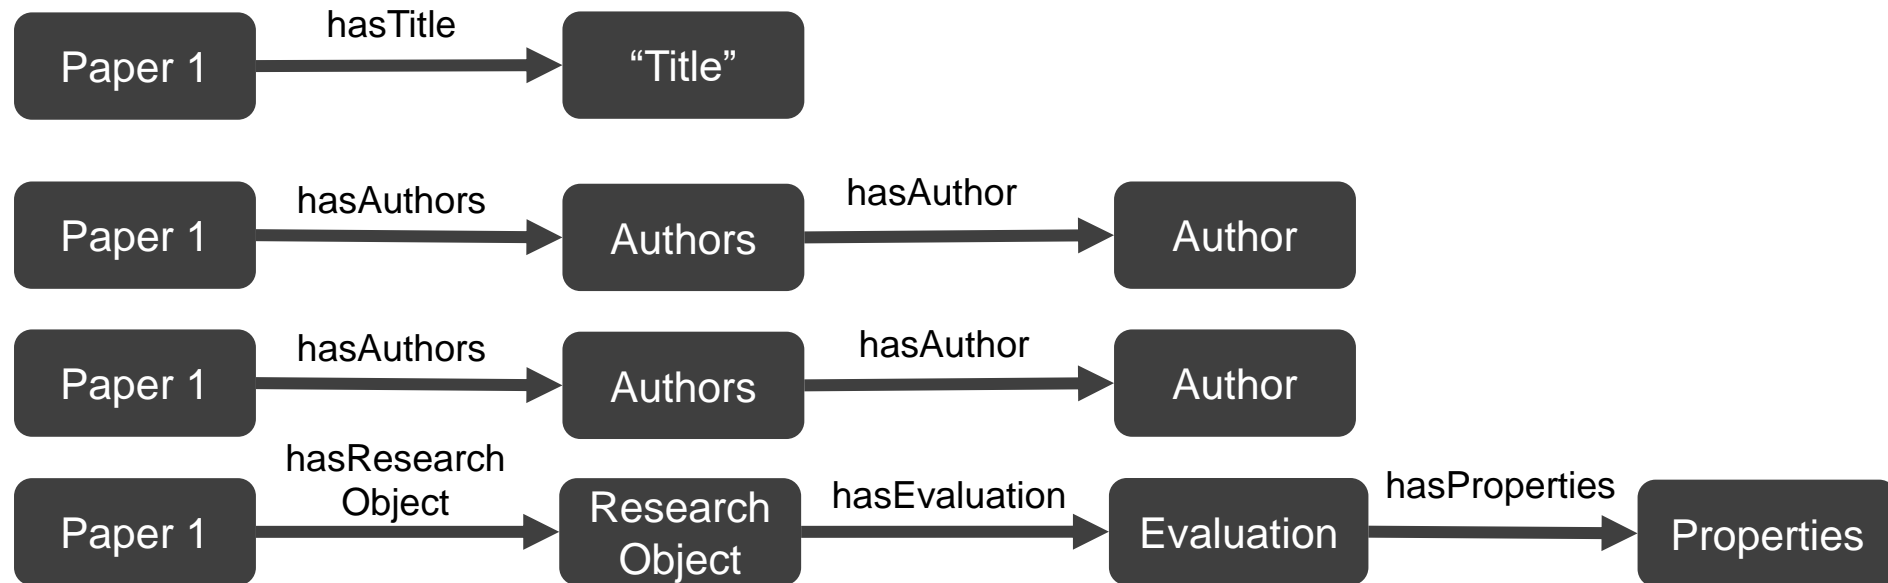 hasTitle
Paper 1
“Title”
hasAuthors
hasAuthor
Paper 1
Authors
Author
hasAuthors
hasAuthor
Paper 1
Authors
Author
hasResearch
Object
hasEvaluation
hasProperties
Paper 1
Research
Object
Evaluation
Properties